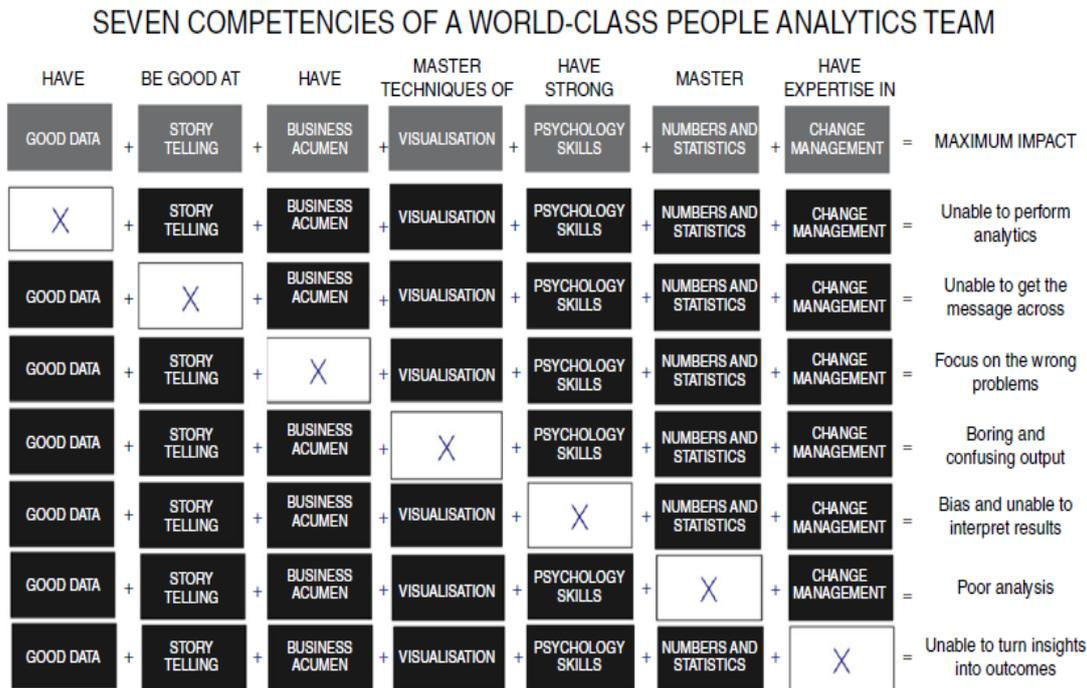 SEVEN COMPETENCIES OF A WORLD-CLASS PEOPLE ANALYTICS TEAM
HAVE BE GOOD AT HAVE MASTER TECHNIQUES OF HAVE STRONG MASTER HAVE EXPERTISE IN
GOOD DATA + STORY TELLING + BUSINESS ACUMEN + VISUALISATION + PSYCHOLOGY SKILLS + NUMBERS AND STATISTICS + CHANGE MANAGEMENT = MAXIMUM IMPACT
X + STORY TELLING + BUSINESS ACUMEN + VISUALISATION + PSYCHOLOGY SKILLS + NUMBERS AND STATISTICS + CHANGE MANAGEMENT = Unable to perform analytics
GOOD DATA + X + BUSINESS ACUMEN + VISUALISATION + PSYCHOLOGY SKILLS + NUMBERS AND STATISTICS + CHANGE MANAGEMENT = Unable to get the message across
GOOD DATA + STORY TELLING + X + VISUALISATION + PSYCHOLOGY SKILLS + NUMBERS AND STATISTICS + CHANGE MANAGEMENT = Focus on the wrong problems
GOOD DATA + STORY TELLING + BUSINESS ACUMEN + X + PSYCHOLOGY SKILLS + NUMBERS AND STATISTICS + CHANGE MANAGEMENT = Boring and confusing output
GOOD DATA + STORY TELLING + BUSINESS ACUMEN + VISUALISATION + X + NUMBERS AND STATISTICS + CHANGE MANAGEMENT = Bias and unable to interpret results
GOOD DATA + STORY TELLING + BUSINESS ACUMEN + VISUALISATION + PSYCHOLOGY SKILLS + X + CHANGE MANAGEMENT = Poor analysis
GOOD DATA + STORY TELLING + BUSINESS ACUMEN + VISUALISATION + PSYCHOLOGY SKILLS + NUMBERS AND STATISTICS + X = Unable to turn insights into outcomes